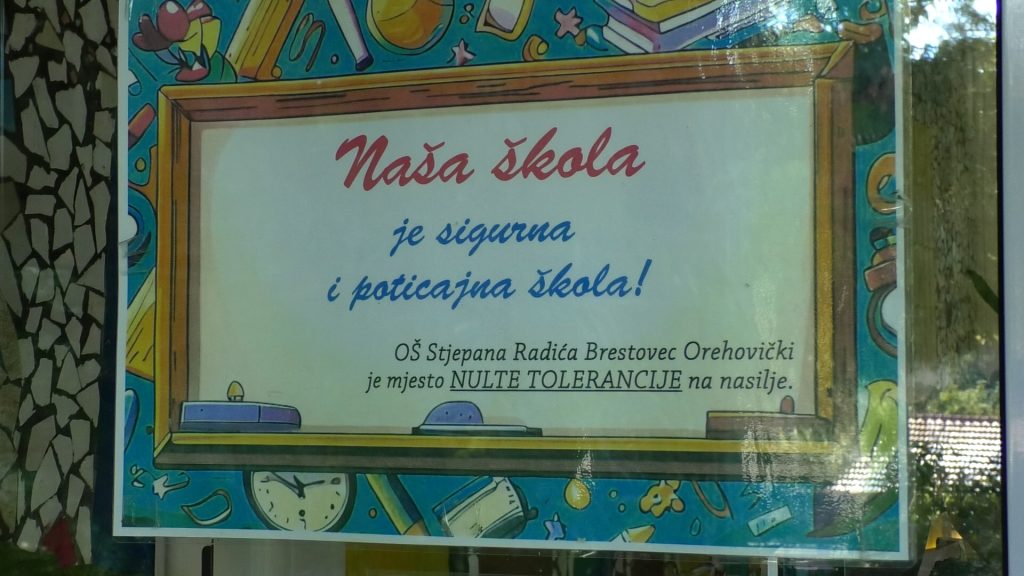 Naša škola
je sigurna
i poticajna škola!
OŠ Stjepana Radića Brestovec Orehovički
je mjesto NULTE TOLERANCIJE na nasilje.